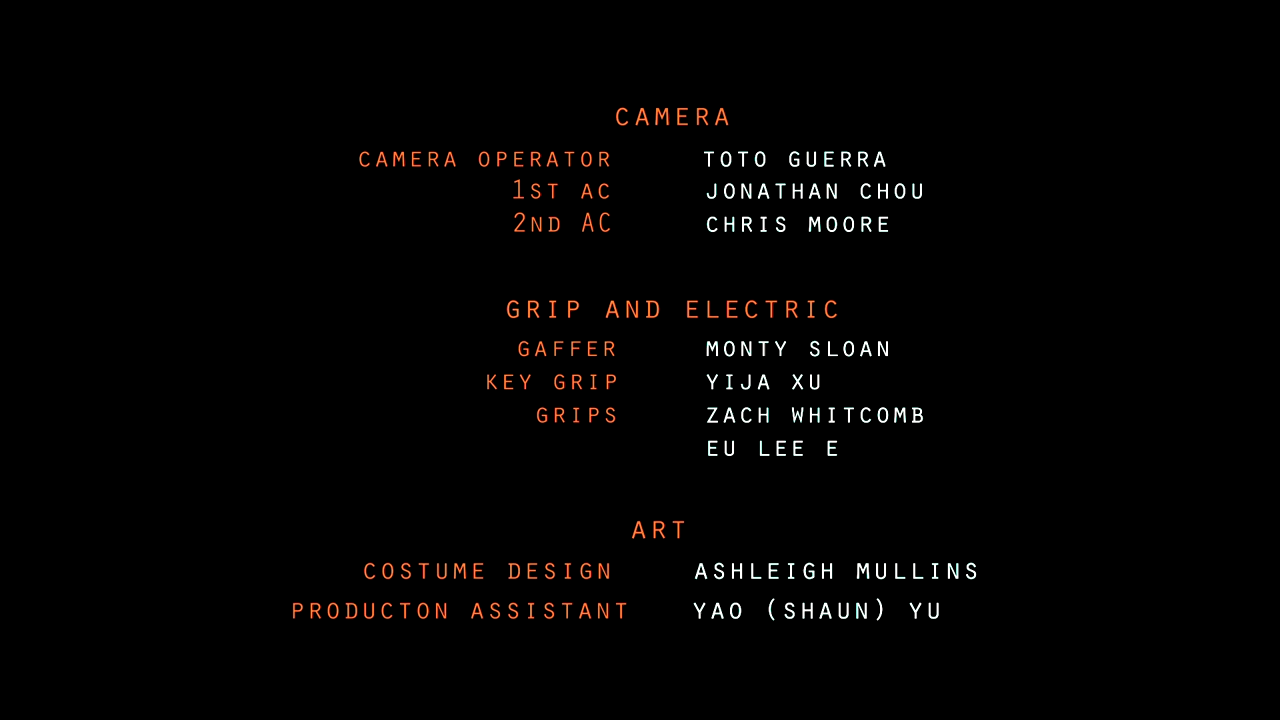 CAMERA
CAMERA OPERATOR TOTO GUERRA
1ST AC JONATHAN CHOU
2ND AC CHRIS MOORE
GRIP AND ELECTRIC
GAFFER MONTY SLOAN
KEY GRIP YIJA XU
GRIPS ZACH WHITCOMB
EU LEE E
ART
COSTUME DESIGN ASHLEIGH MULLINS
PRODUCTON ASSISTANT YAO (SHAUN) YU